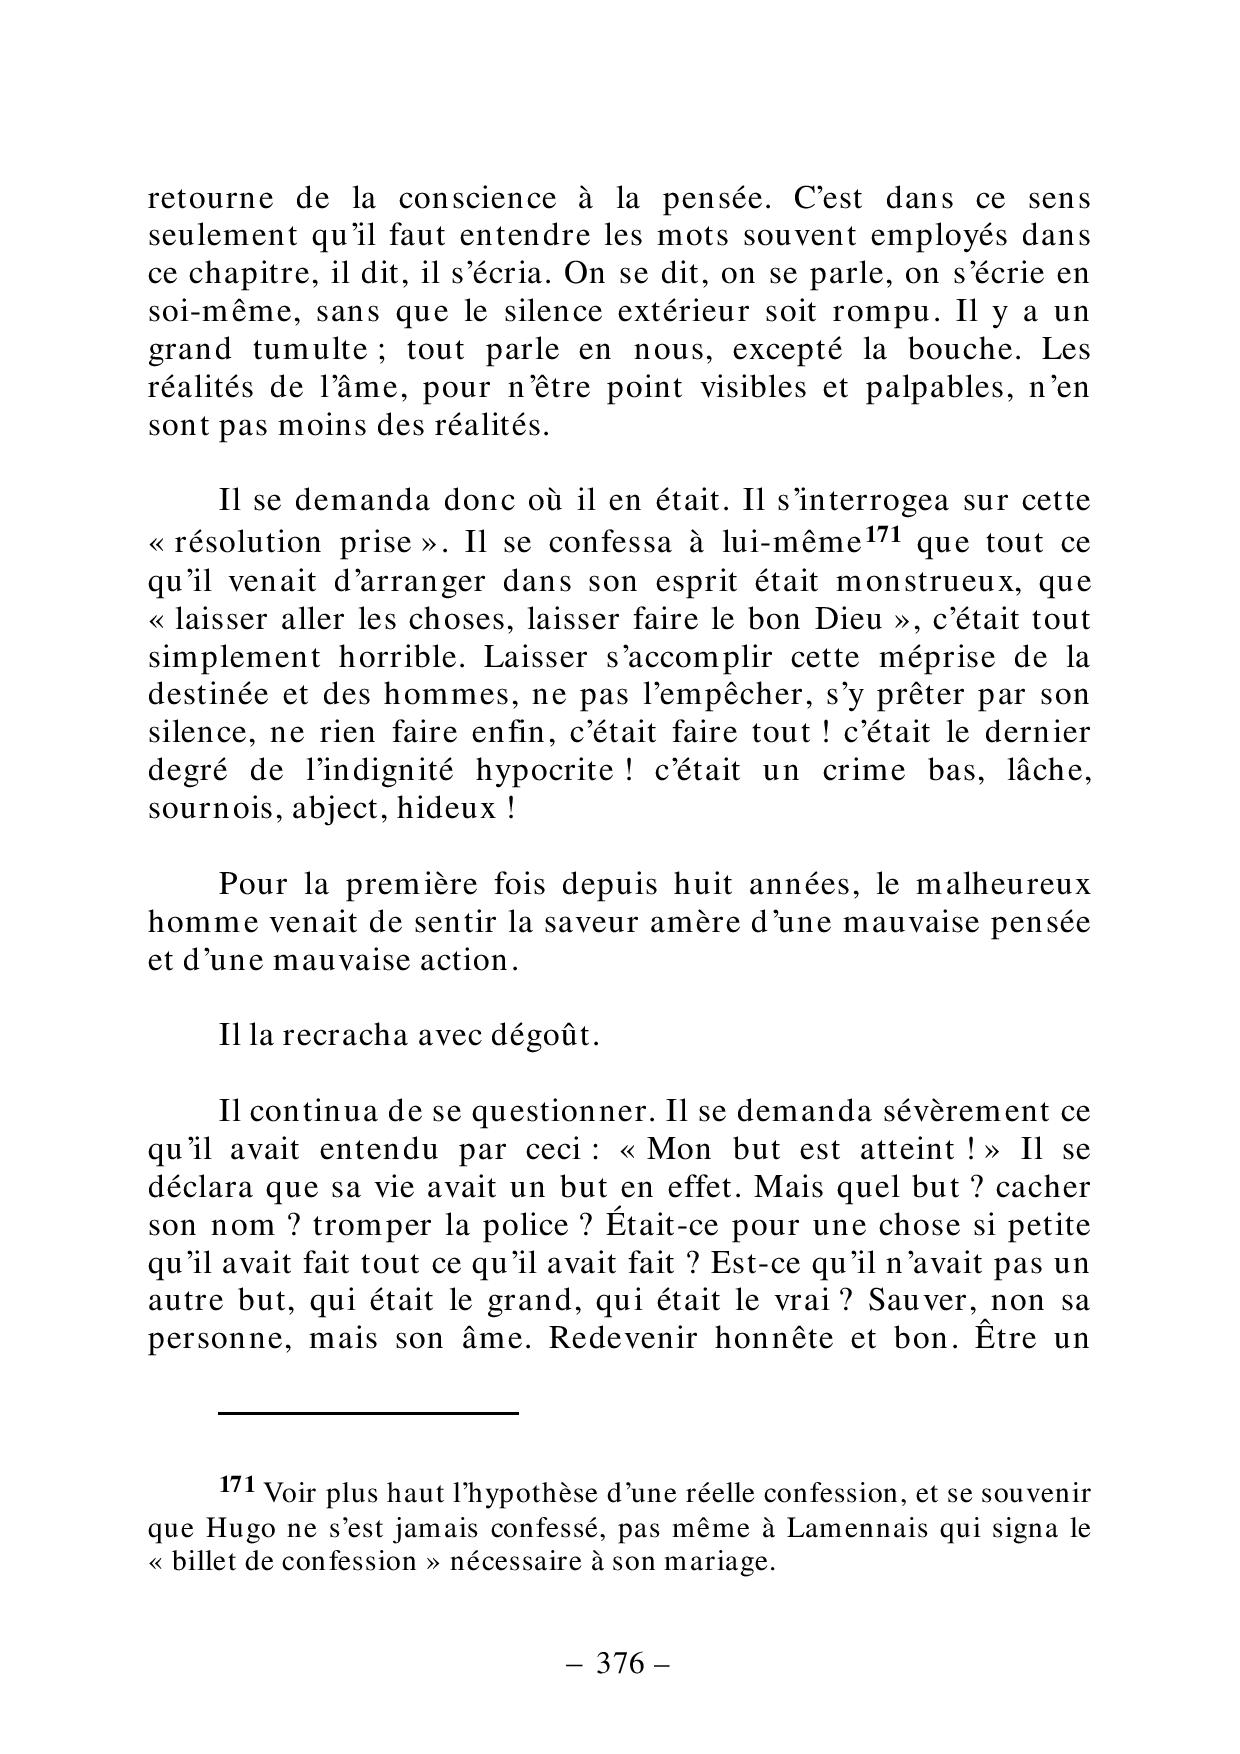 retourne de la conscience à la pensée. C’est dans ce sens
seulement qu’il faut entendre les mots souvent employés dans
ce chapitre, il dit, il s’écria. On se dit, on se parle, on s’écrie en
soi-même, sans que le silence extérieur soit rompu. Il y a un
grand tumulte ; tout parle en nous, excepté la bouche. Les
réalités de l’âme, pour n’être point visibles et palpables, n’en
sont pas moins des réalités.
Il se demanda donc où il en était. Il s’interrogea sur cette
« résolution prise ». Il se confessa à lui-même171 que tout ce
qu’il venait d’arranger dans son esprit était monstrueux, que
« laisser aller les choses, laisser faire le bon Dieu », c’était tout
simplement horrible. Laisser s’accomplir cette méprise de la
destinée et des hommes, ne pas l’empêcher, s’y prêter par son
silence, ne rien faire enfin, c’était faire tout ! c’était le dernier
degré de l’indignité hypocrite ! c’était un crime bas, lâche,
sournois, abject, hideux !
Pour la première fois depuis huit années, le malheureux
homme venait de sentir la saveur amère d’une mauvaise pensée
et d’une mauvaise action.
Il la recracha avec dégoût.
Il continua de se questionner. Il se demanda sévèrement ce
qu’il avait entendu par ceci : « Mon but est atteint ! » Il se
déclara que sa vie avait un but en effet. Mais quel but ? cacher
son nom ? tromper la police ? Était-ce pour une chose si petite
qu’il avait fait tout ce qu’il avait fait ? Est-ce qu’il n’avait pas un
autre but, qui était le grand, qui était le vrai ? Sauver, non sa
personne, mais son âme. Redevenir honnête et bon. Être un
171 Voir plus haut l’hypothèse d’une réelle confession, et se souvenir
que Hugo ne s’est jamais confessé, pas même à Lamennais qui signa le
« billet de confession » nécessaire à son mariage.
– 376 –